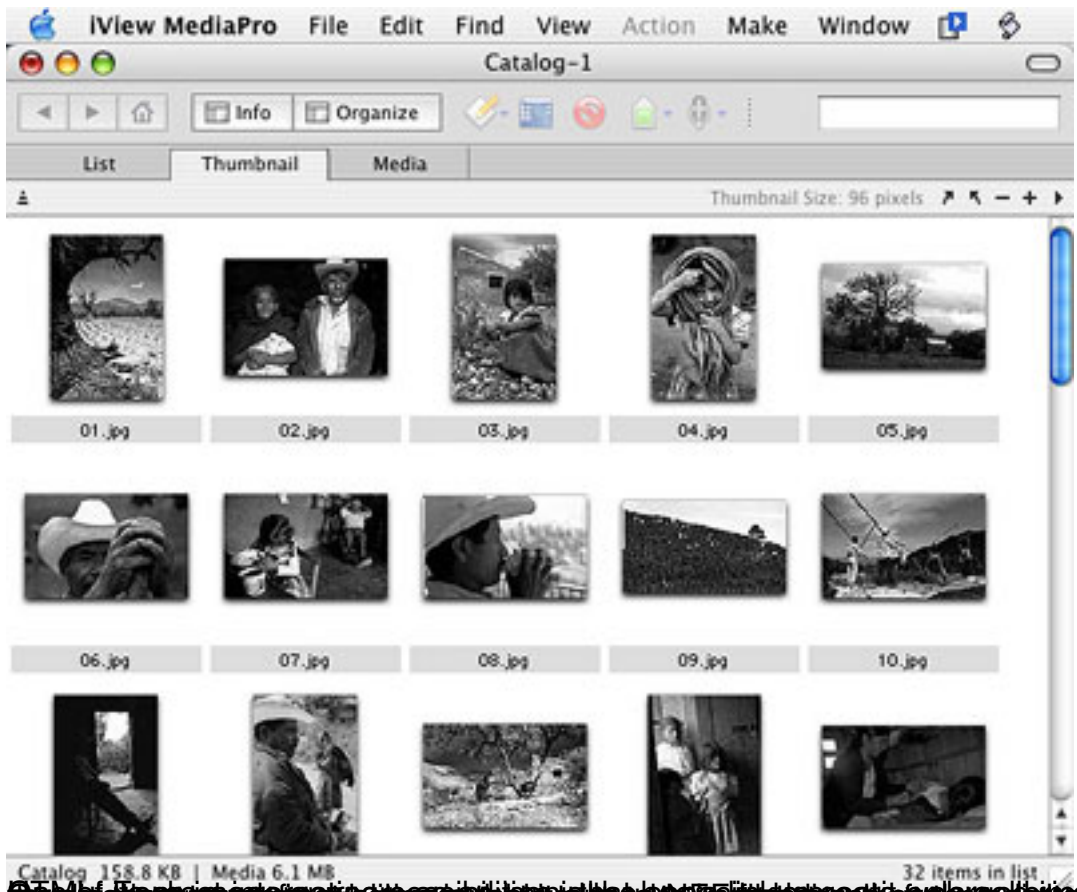 iView MediaPro File Edit Find View Action Make Window
Catalog-1
Info Organize
List Thumbnail Media
Thumbnail Size: 96 pixels
01.jpg 02.jpg 03.jpg 04.jpg 05.jpg
06.jpg 07.jpg 08.jpg 09.jpg 10.jpg
Catalog 158.8 KB | Media 6.1 MB 32 items in list